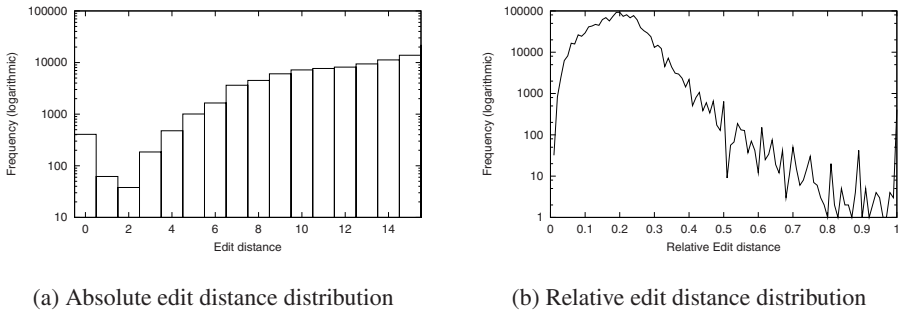 100000
10000
1000
100
10
Frequency (logarithmic)
0 2 4 6 8 10 12 14
Edit distance
(a) Absolute edit distance distribution
100000
10000
1000
100
10
1
Frequency (logarithmic)
0 0.1 0.2 0.3 0.4 0.5 0.6 0.7 0.8 0.9 1
Relative Edit distance
(b) Relative edit distance distribution